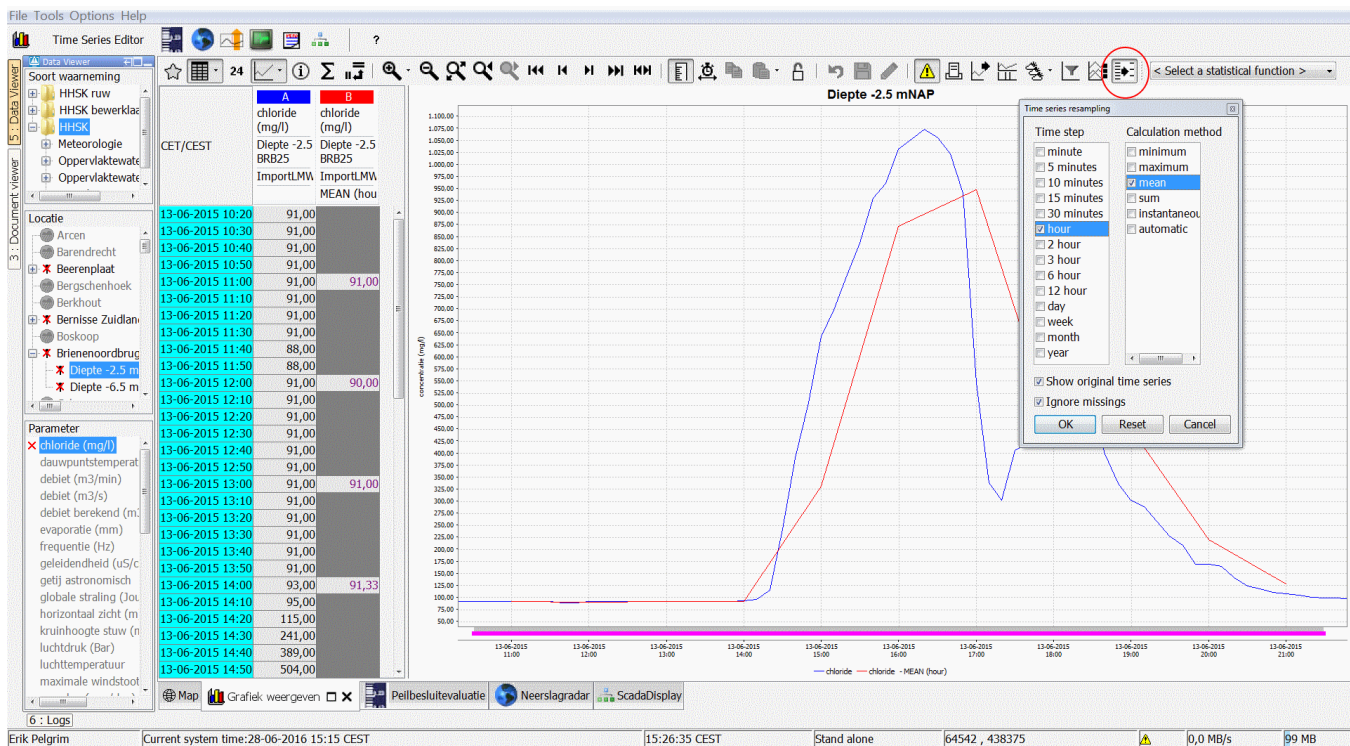 File Tools Options Help
Time Series Editor
?
Data Viewer
5 : Data Viewer
3 : Document viewer
Soort waarneming
HHSK ruw
HHSK bewerklaa
HHSK
Meteorologie
Oppervlaktewate
Oppervlaktewate
Locatie
Arcen
Barendrecht
Beerenplaat
Bergschenhoek
Berkhout
Bernisse Zuidlan
Boskoop
Brienenoordbrug
Diepte -2.5 m
Diepte -6.5 m
Parameter
chloride (mg/l)
dauwpuntstemperat
debiet (m3/min)
debiet (m3/s)
debiet berekend (m
evaporatie (mm)
frequentie (Hz)
geleidendheid (uS/c
getij astronomisch
globale straling (Jou
horizontaal zicht (m
kruinhoogte stuw (n
luchtdruk (Bar)
luchttemperatuur
maximale windstoot
24
< Select a statistical function >
A B
chloride (mg/l) chloride (mg/l)
CET/CEST Diepte -2.5 BRB25 Diepte -2.5 BRB25
ImportLMW ImportLMW
MEAN (hou
13-06-2015 10:20 91,00
13-06-2015 10:30 91,00
13-06-2015 10:40 91,00
13-06-2015 10:50 91,00
13-06-2015 11:00 91,00 91,00
13-06-2015 11:10 91,00
13-06-2015 11:20 91,00
13-06-2015 11:30 91,00
13-06-2015 11:40 88,00
13-06-2015 11:50 88,00
13-06-2015 12:00 91,00 90,00
13-06-2015 12:10 91,00
13-06-2015 12:20 91,00
13-06-2015 12:30 91,00
13-06-2015 12:40 91,00
13-06-2015 12:50 91,00
13-06-2015 13:00 91,00 91,00
13-06-2015 13:10 91,00
13-06-2015 13:20 91,00
13-06-2015 13:30 91,00
13-06-2015 13:40 91,00
13-06-2015 13:50 91,00
13-06-2015 14:00 93,00 91,33
13-06-2015 14:10 95,00
13-06-2015 14:20 115,00
13-06-2015 14:30 241,00
13-06-2015 14:40 389,00
13-06-2015 14:50 504,00
Diepte -2.5 mNAP
concentratie (mg/l)
1.100,00
1.075,00
1.050,00
1.025,00
1.000,00
975,00
950,00
925,00
900,00
875,00
850,00
825,00
800,00
775,00
750,00
725,00
700,00
675,00
650,00
625,00
600,00
575,00
550,00
525,00
500,00
475,00
450,00
425,00
400,00
375,00
350,00
325,00
300,00
275,00
250,00
225,00
200,00
175,00
150,00
125,00
100,00
75,00
50,00
13-06-2015 11:00
13-06-2015 12:00
13-06-2015 13:00
13-06-2015 14:00
13-06-2015 15:00
13-06-2015 16:00
13-06-2015 17:00
13-06-2015 18:00
13-06-2015 19:00
13-06-2015 20:00
13-06-2015 21:00
chloride chloride - MEAN (hour)
Time series resampling
Time step
minute
5 minutes
10 minutes
15 minutes
30 minutes
hour
2 hour
3 hour
6 hour
12 hour
day
week
month
year
Calculation method
minimum
maximum
mean
sum
instantaneou
automatic
Show original time series
Ignore missings
OK Reset Cancel
Map Grafiek weergeven Peilbesluitevaluatie Neerslagradar ScadaDisplay
6 : Logs
Erik Pelgrim Current system time:28-06-2016 15:15 CEST 15:26:35 CEST Stand alone 64542 , 438375 0,0 MB/s 99 MB